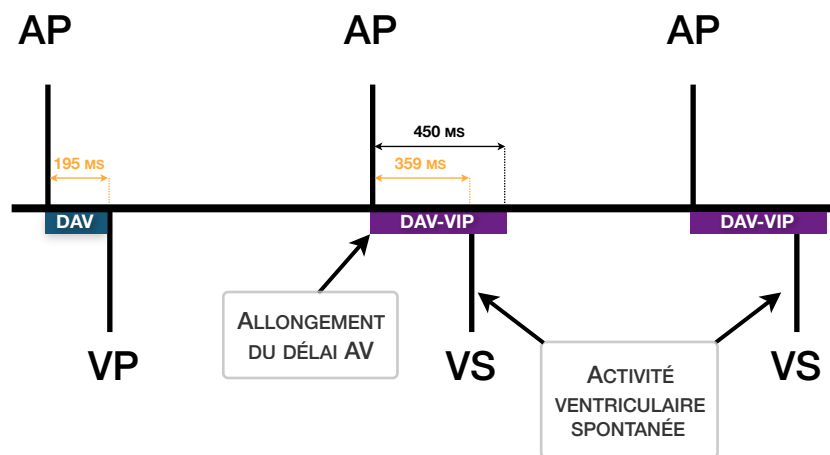 AP
AP
AP
450 MS
195 MS
359 MS
DAV
DAV-VIP
DAV-VIP
ALLONGEMENT
DU DÉLAI AV
VP
VS
VS
ACTIVITÉ
VENTRICULAIRE
SPONTANÉE